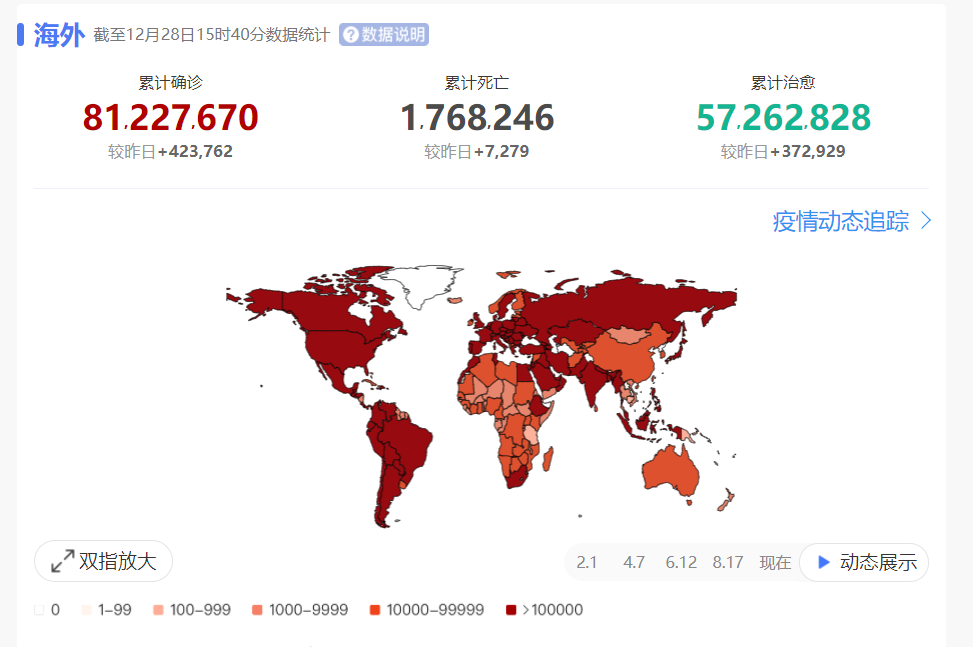 海外 截至12月28日15时40分数据统计 ? 数据说明
累计确诊 累计死亡 累计治愈
81,227,670 1,768,246 57,262,828
较昨日+423,762 较昨日+7,279 较昨日+372,929
疫情动态追踪
双指放大 2.1 4.7 6.12 8.17 现在 动态展示
0 1-99 100-999 1000-9999 10000-99999 >100000